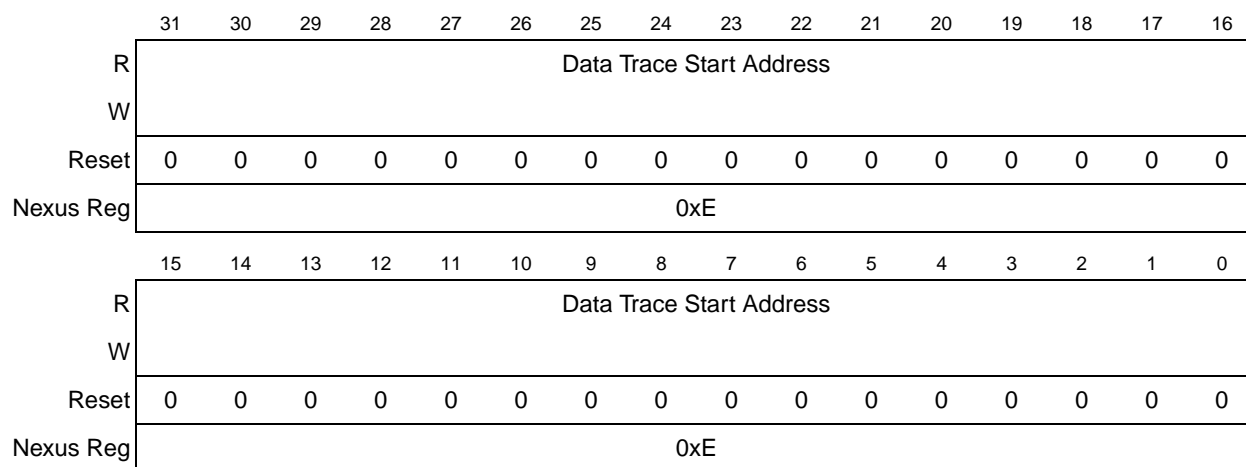 31 30 29 28 27 26 25 24 23 22 21 20 19 18 17 16
R Data Trace Start Address
W
Reset 0 0 0 0 0 0 0 0 0 0 0 0 0 0 0 0
Nexus Reg 0xE
15 14 13 12 11 10 9 8 7 6 5 4 3 2 1 0
R Data Trace Start Address
W
Reset 0 0 0 0 0 0 0 0 0 0 0 0 0 0 0 0
Nexus Reg 0xE